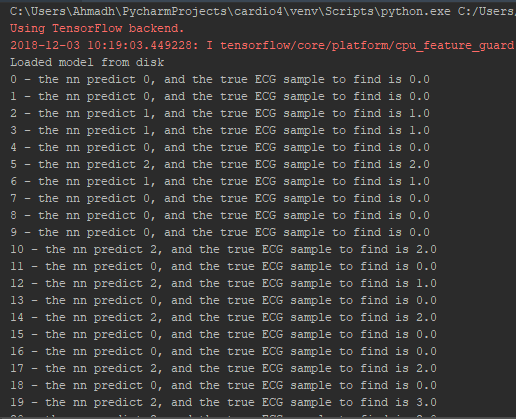 C:\Users\Ahmadh\PycharmProjects\cardio4\venv\Scripts\python.exe C:/Users/
Using TensorFlow backend.
2018-12-03 10:19:03.449228: I tensorflow/core/platform/cpu_feature_guard
Loaded model from disk
0 - the nn predict 0, and the true ECG sample to find is 0.0
1 - the nn predict 0, and the true ECG sample to find is 0.0
2 - the nn predict 1, and the true ECG sample to find is 1.0
3 - the nn predict 1, and the true ECG sample to find is 1.0
4 - the nn predict 0, and the true ECG sample to find is 0.0
5 - the nn predict 2, and the true ECG sample to find is 2.0
6 - the nn predict 1, and the true ECG sample to find is 1.0
7 - the nn predict 0, and the true ECG sample to find is 0.0
8 - the nn predict 0, and the true ECG sample to find is 0.0
9 - the nn predict 0, and the true ECG sample to find is 0.0
10 - the nn predict 2, and the true ECG sample to find is 2.0
11 - the nn predict 0, and the true ECG sample to find is 0.0
12 - the nn predict 2, and the true ECG sample to find is 1.0
13 - the nn predict 0, and the true ECG sample to find is 0.0
14 - the nn predict 2, and the true ECG sample to find is 2.0
15 - the nn predict 0, and the true ECG sample to find is 0.0
16 - the nn predict 0, and the true ECG sample to find is 0.0
17 - the nn predict 2, and the true ECG sample to find is 2.0
18 - the nn predict 0, and the true ECG sample to find is 0.0
19 - the nn predict 2, and the true ECG sample to find is 3.0